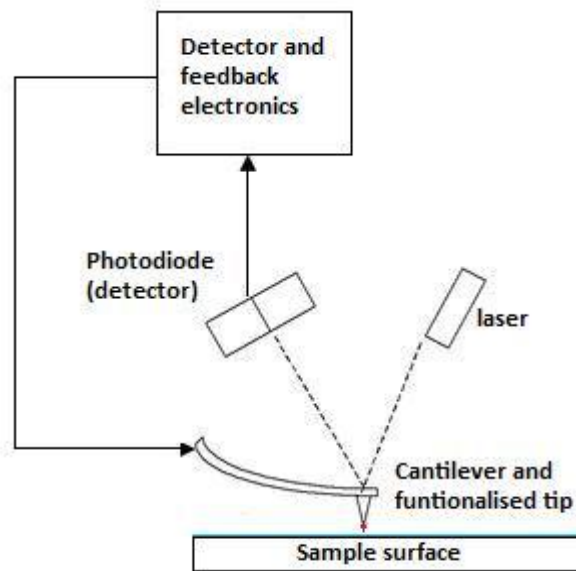 Detector and
feedback
electronics
Photodiode
(detector)
laser
Cantilever and
funtionalised tip
Sample surface